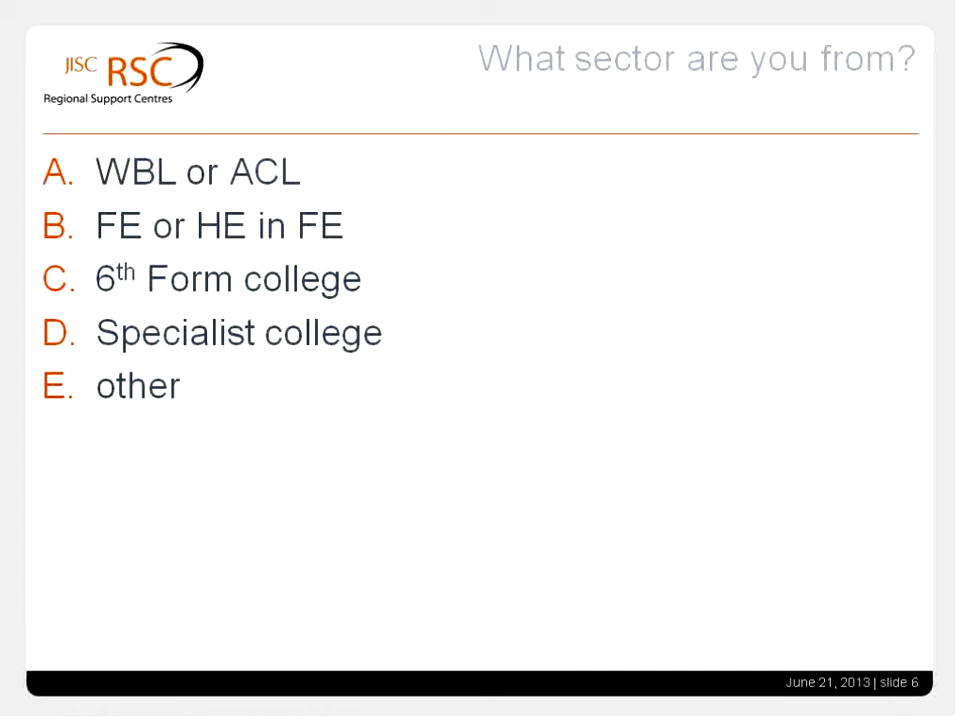 JISC RSC
Regional Support Centres
What sector are you from?
A. WBL or ACL
B. FE or HE in FE
C. 6th Form college
D. Specialist college
E. other
June 21, 2013 | slide 6